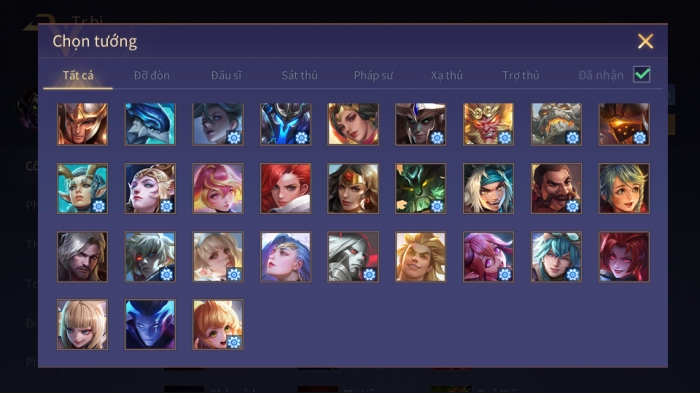 Chọn tướng
Tất cả Đỡ đòn Đấu sĩ Sát thủ Pháp sư Xạ thủ Trợ thủ Đã nhận